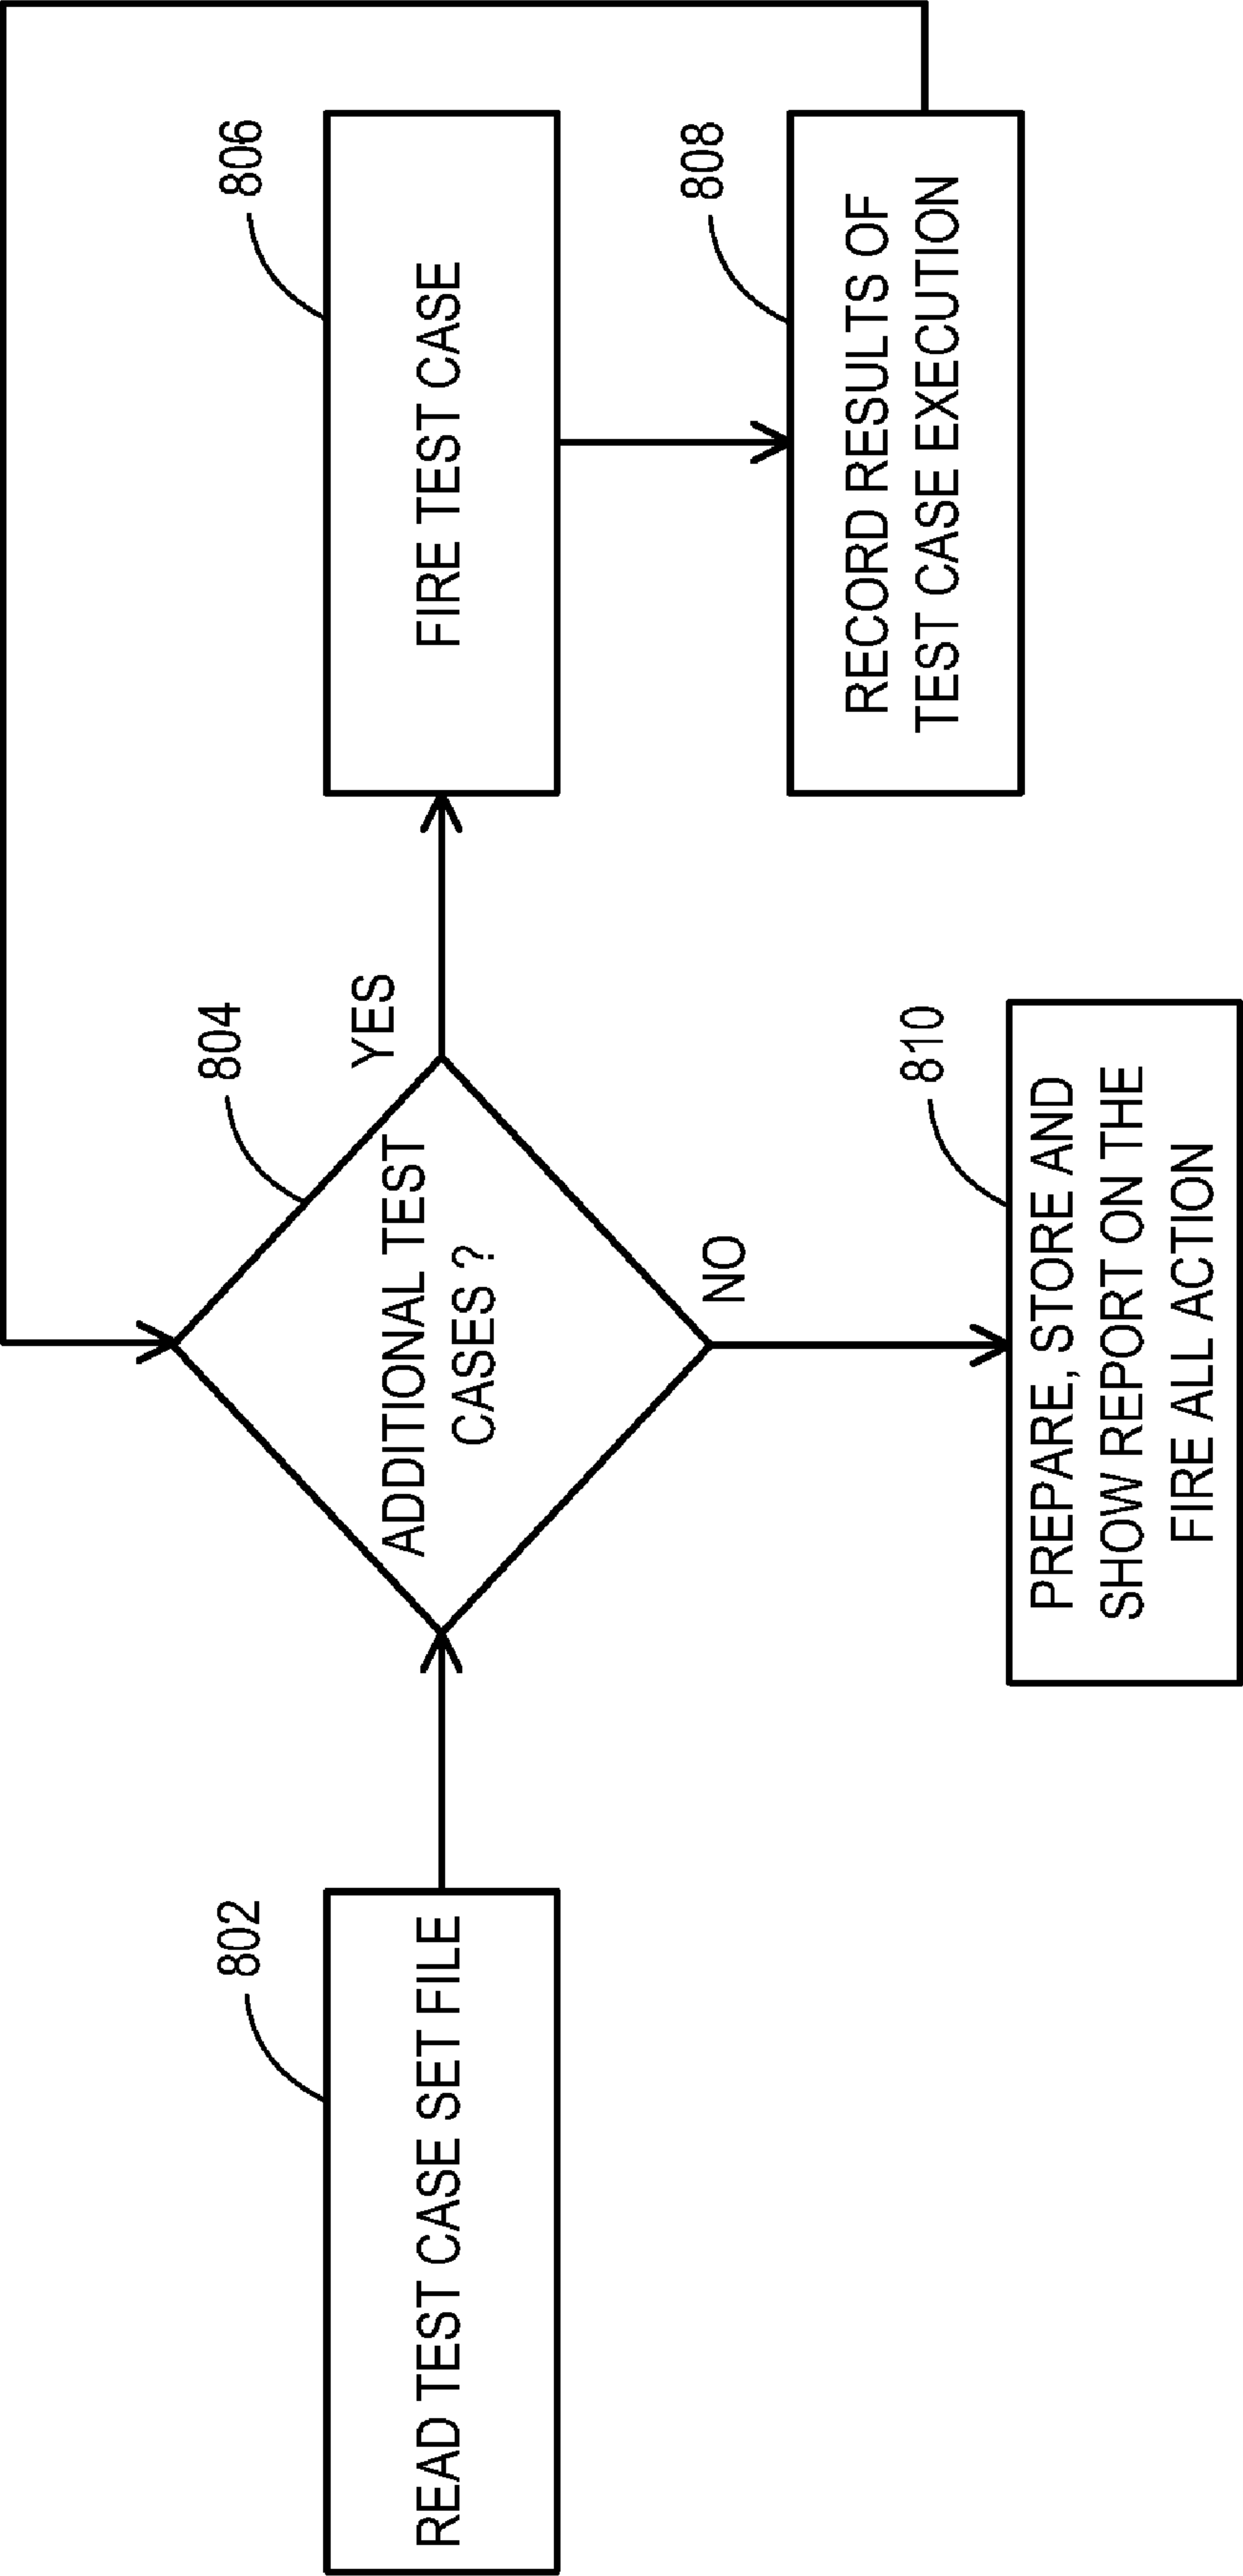 802
READ TEST CASE SET FILE
804
ADDITIONAL TEST
CASES ?
YES
NO
806
FIRE TEST CASE
808
RECORD RESULTS OF
TEST CASE EXECUTION
810
PREPARE, STORE AND
SHOW REPORT ON THE
FIRE ALL ACTION